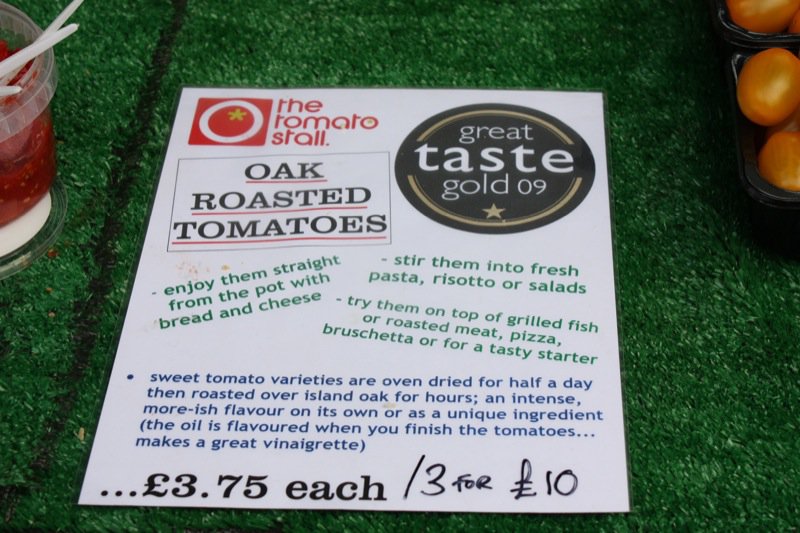 the
tomato
stall.
great
taste
gold 09
OAK
ROASTED
TOMATOES
- enjoy them straight
from the pot with
bread and cheese
- stir them into fresh
pasta, risotto or salads
- try them on top of grilled fish
or roasted meat, pizza,
bruschetta or for a tasty starter
• sweet tomato varieties are oven dried for half a day
then roasted over island oak for hours; an intense,
more-ish flavour on its own or as a unique ingredient
(the oil is flavoured when you finish the tomatoes...
makes a great vinaigrette)
...£3.75 each /3 FOR £10